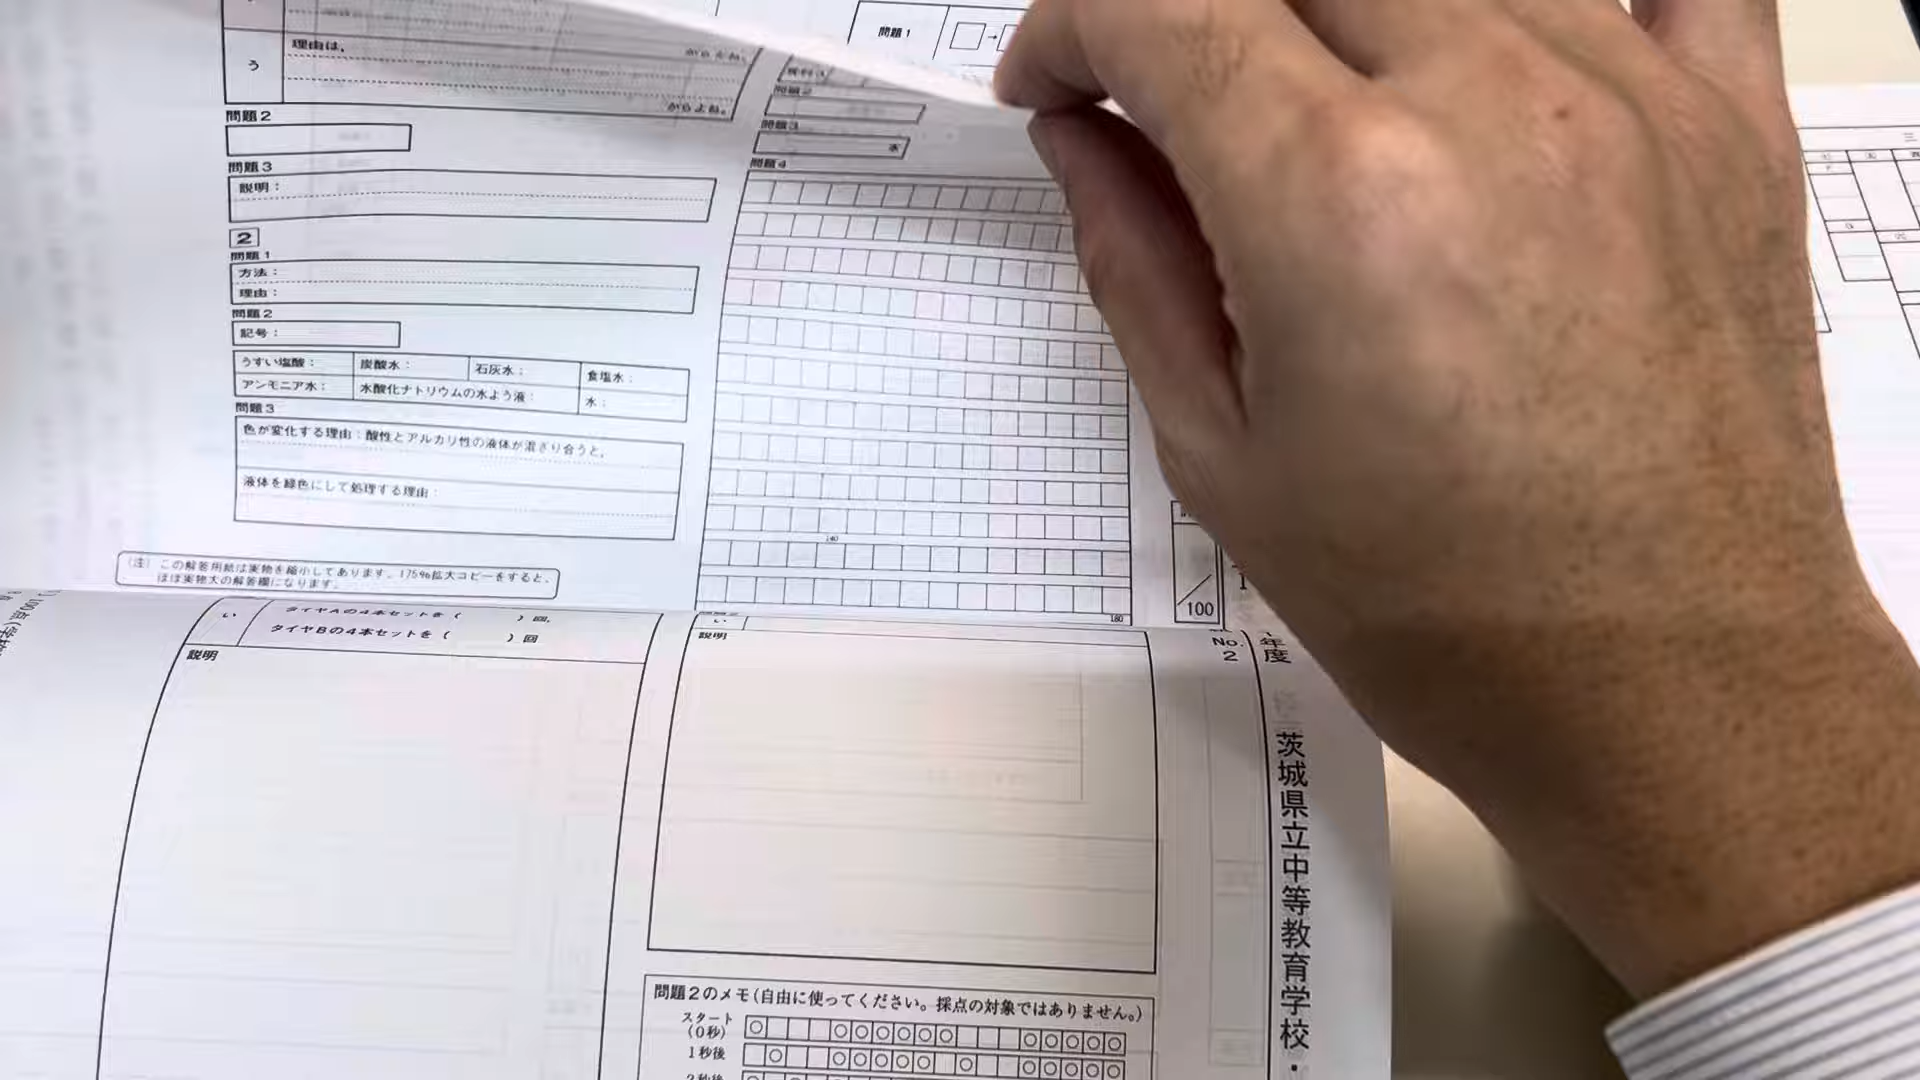 う
理由は、
からよね。
からよね。
問題2
問題3
説明:
2
問題1
方法:
理由:
問題2
記号:
うすい塩酸: 炭酸水: 石灰水: 食塩水:
アンモニア水: 水酸化ナトリウムの水よう液: 水:
問題3
色が変化する理由:酸性とアルカリ性の液体が混ざり合うと、
液体を緑色にして処理する理由:
(注) この解答用紙は実物を縮小してあります。175%拡大コピーをすると、
ほぼ実物大の解答欄になります。
問題1
→
問題2
問題3
水
問題4
140
180
/100
い
タイヤAの4本セットを( )回、
タイヤBの4本セットを( )回
説明
い
説明
No.
2
年度
茨城県立中等教育学校・
問題2のメモ(自由に使ってください。採点の対象ではありません。)
スタート
(0秒)
1秒後
2秒後